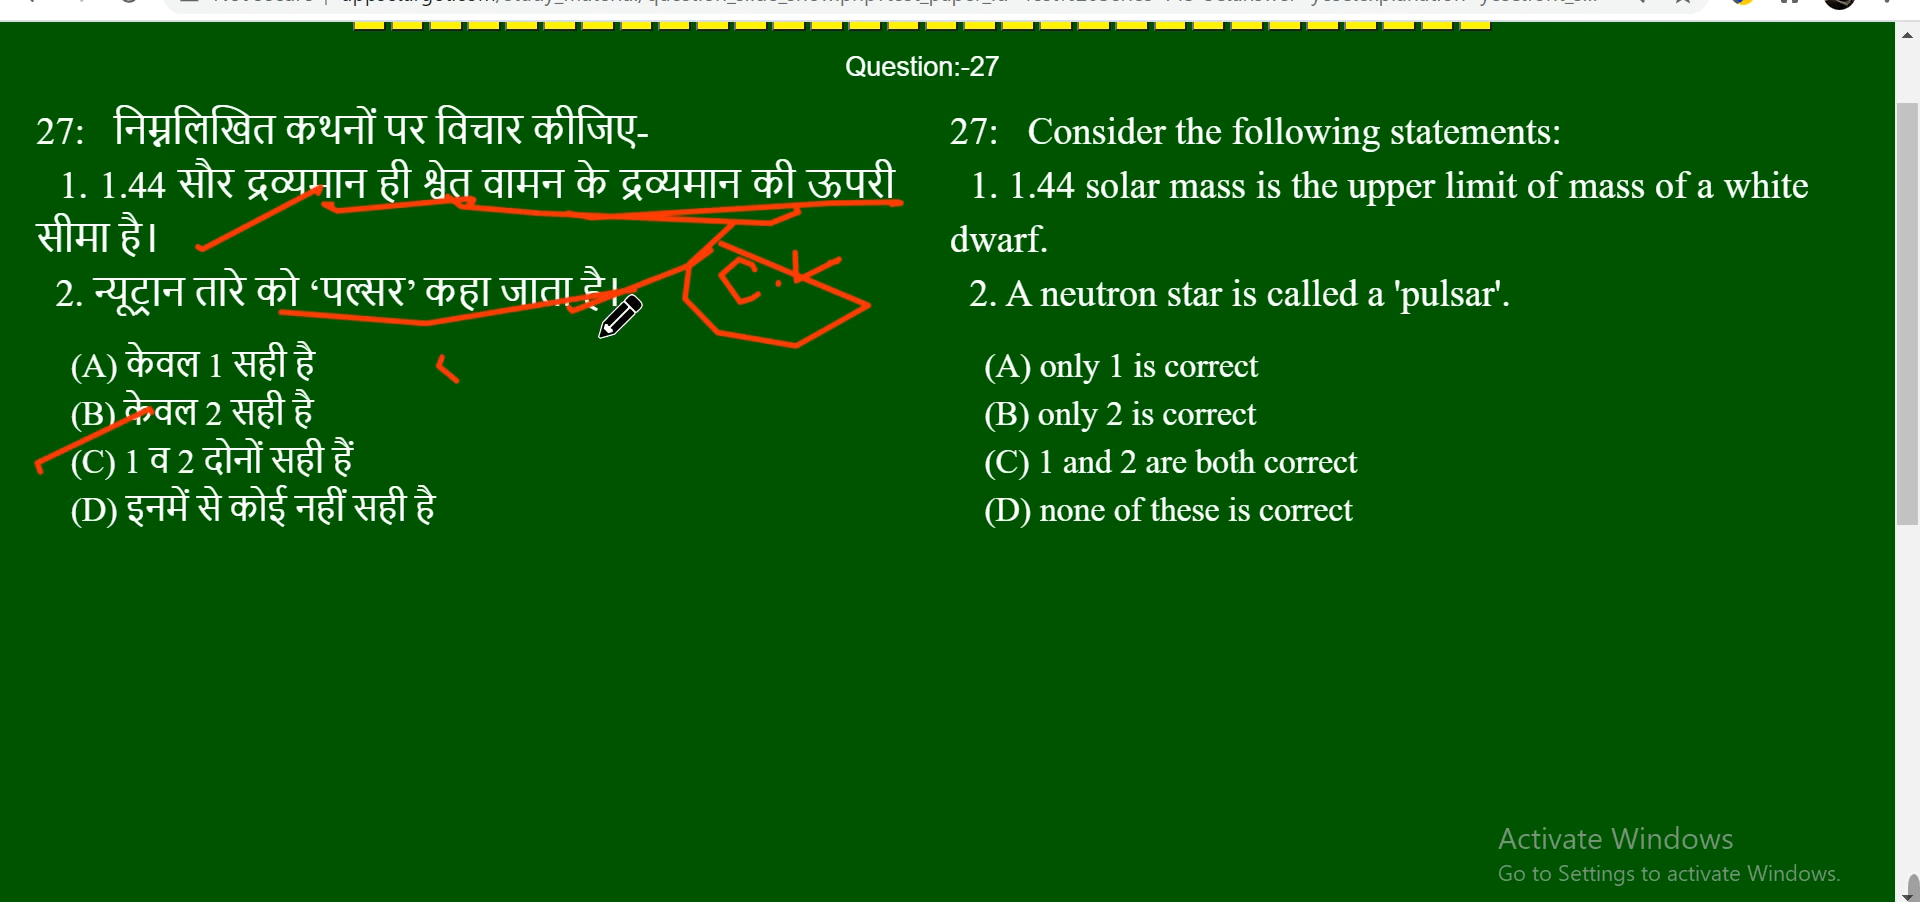 Question:-27
27: निम्नलिखित कथनों पर विचार कीजिए-
1. 1.44 सौर द्रव्यमान ही श्वेत वामन के द्रव्यमान की ऊपरी
सीमा है।
2. न्यूट्रान तारे को ‘पल्सर’ कहा जाता है।
(A) केवल 1 सही है
(B) केवल 2 सही है
(C) 1 व 2 दोनों सही हैं
(D) इनमें से कोई नहीं सही है
27: Consider the following statements:
1. 1.44 solar mass is the upper limit of mass of a white
dwarf.
2. A neutron star is called a 'pulsar'.
(A) only 1 is correct
(B) only 2 is correct
(C) 1 and 2 are both correct
(D) none of these is correct
Activate Windows
Go to Settings to activate Windows.